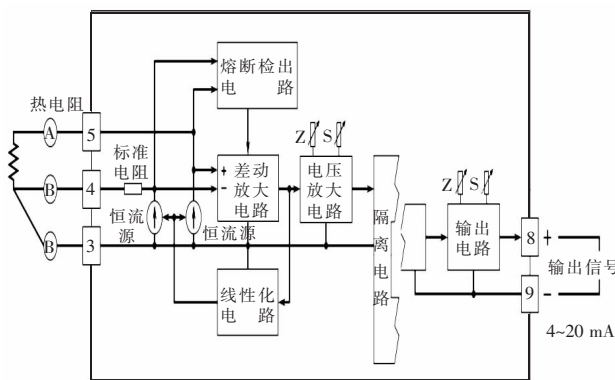 熔断检出
电 路
热电阻
A
5
标准
电阻
B
4
+
-
差动
放大
电路
Z
S
电压
放大
电路
恒流
源
恒流源
B
3
线性化
电 路
隔
离
电
路
Z
S
输出
电路
8
+
输出信号
9
-
4~20 mA